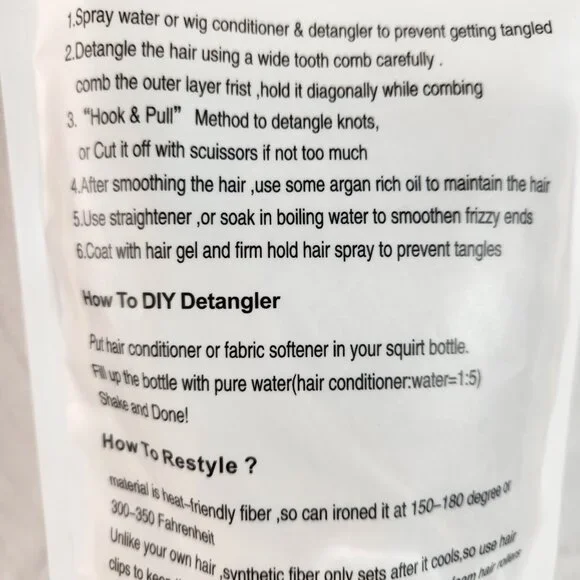 1.Spray water or wig conditioner & detangler to prevent getting tangled
2.Detangle the hair using a wide tooth comb carefully .
comb the outer layer frist ,hold it diagonally while combing
3. “Hook & Pull” Method to detangle knots,
or Cut it off with scuissors if not too much
4.After smoothing the hair ,use some argan rich oil to maintain the hair
5.Use straightener ,or soak in boiling water to smoothen frizzy ends
6.Coat with hair gel and firm hold hair spray to prevent tangles
How To DIY Detangler
Put hair conditioner or fabric softener in your squirt bottle.
Fill up the bottle with pure water(hair conditioner:water=1:5)
Shake and Done!
How To Restyle ?
material is heat-friendly fiber ,so can ironed it at 150-180 degree or
300-350 Fahrenheit
Unlike your own hair ,synthetic fiber only sets after it cools,so use hair
clips to hair rollers